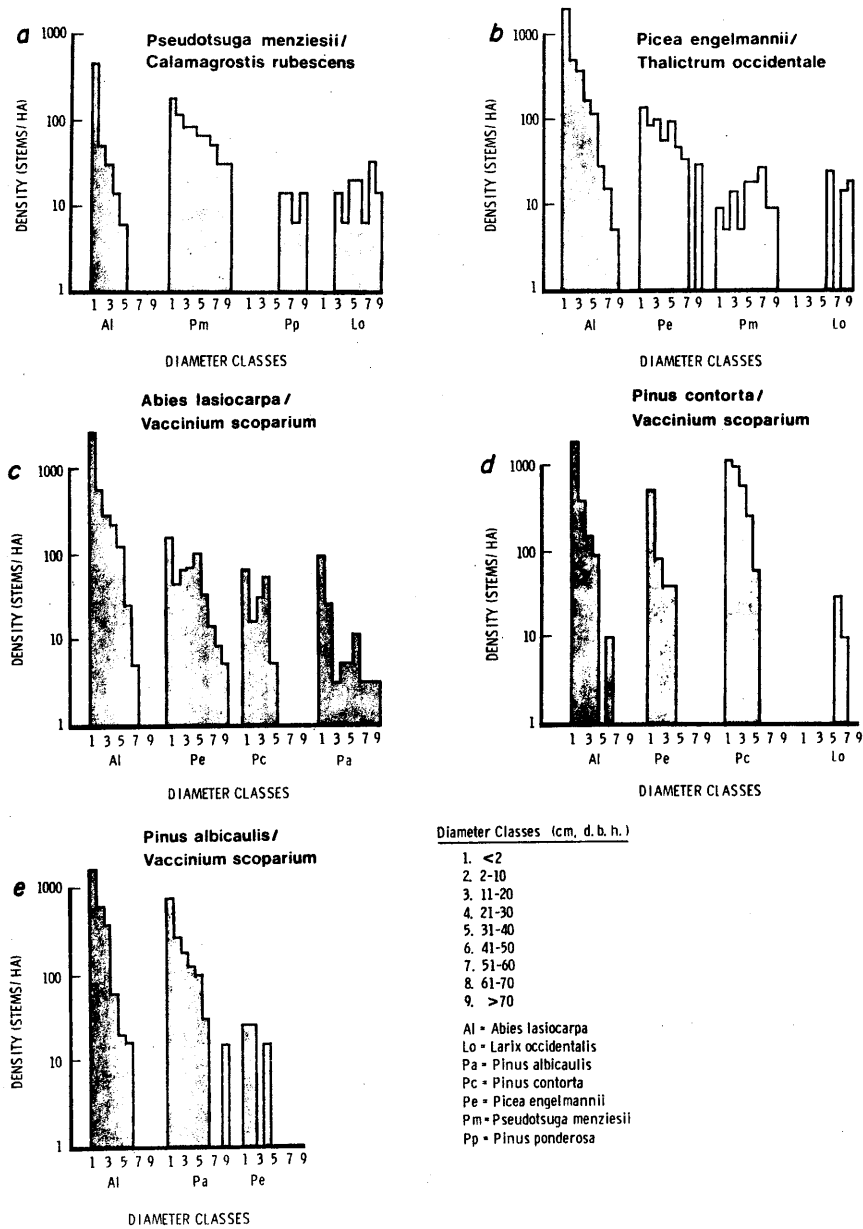 a
Pseudotsuga menziesii/
Calamagrostis rubescens
1000
100
10
1
DENSITY (STEMS/ HA)
1 3 5 7 9 1 3 5 7 9 1 3 5 7 9 1 3 5 7 9
Al Pm Pp Lo
DIAMETER CLASSES
b
Picea engelmannii/
Thalictrum occidentale
1000
100
10
1
DENSITY (STEMS/ HA)
1 3 5 7 9 1 3 5 7 9 1 3 5 7 9 1 3 5 7 9
Al Pe Pm Lo
DIAMETER CLASSES
c
Abies lasiocarpa/
Vaccinium scoparium
1000
100
10
1
DENSITY (STEMS/ HA)
1 3 5 7 9 1 3 5 7 9 1 3 5 7 9 1 3 5 7 9
Al Pe Pc Pa
DIAMETER CLASSES
d
Pinus contorta/
Vaccinium scoparium
1000
100
10
1
DENSITY (STEMS/ HA)
1 3 5 7 9 1 3 5 7 9 1 3 5 7 9 1 3 5 7 9
Al Pe Pc Lo
DIAMETER CLASSES
e
Pinus albicaulis/
Vaccinium scoparium
1000
100
10
1
DENSITY (STEMS/ HA)
1 3 5 7 9 1 3 5 7 9 1 3 5 7 9
Al Pa Pe
DIAMETER CLASSES
Diameter Classes (cm, d. b. h.)
1. <2
2. 2-10
3. 11-20
4. 21-30
5. 31-40
6. 41-50
7. 51-60
8. 61-70
9. >70
Al = Abies lasiocarpa
Lo = Larix occidentalis
Pa = Pinus albicaulis
Pc = Pinus contorta
Pe = Picea engelmannii
Pm = Pseudotsuga menziesii
Pp = Pinus ponderosa